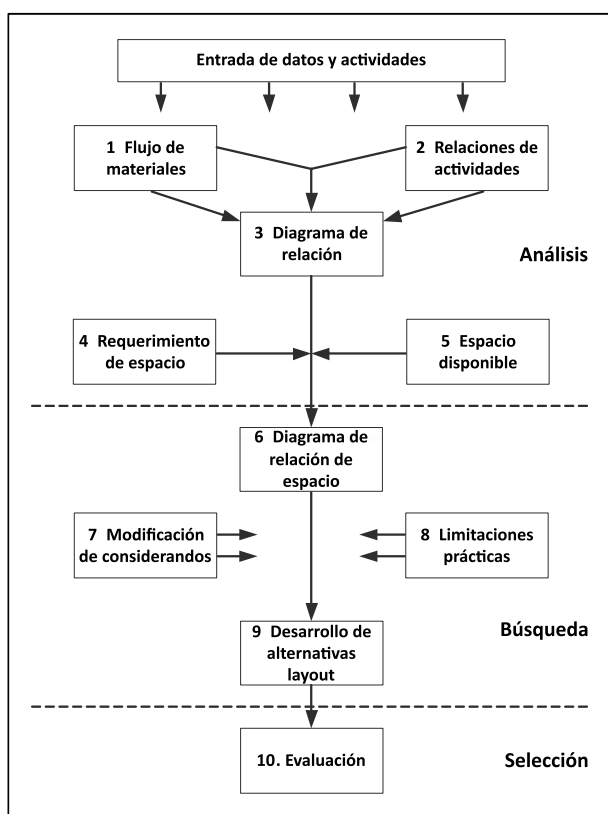 Entrada de datos y actividades
1 Flujo de
materiales
2 Relaciones de
actividades
3 Diagrama de
relación
Análisis
4 Requerimiento
de espacio
5 Espacio
disponible
6 Diagrama de
relación de
espacio
7 Modificación
de considerandos
8 Limitaciones
prácticas
9 Desarrollo de
alternativas
layout
Búsqueda
10. Evaluación
Selección